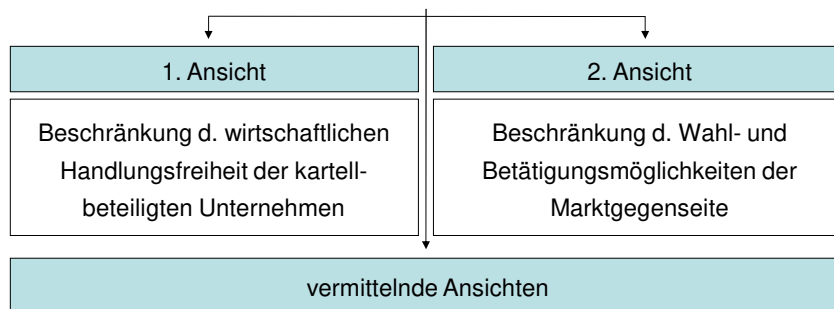 1. Ansicht
Beschränkung d. wirtschaftlichen
Handlungsfreiheit der kartell-
beteiligten Unternehmen
2. Ansicht
Beschränkung d. Wahl- und
Betätigungsmöglichkeiten der
Marktgegenseite
vermittelnde Ansichten